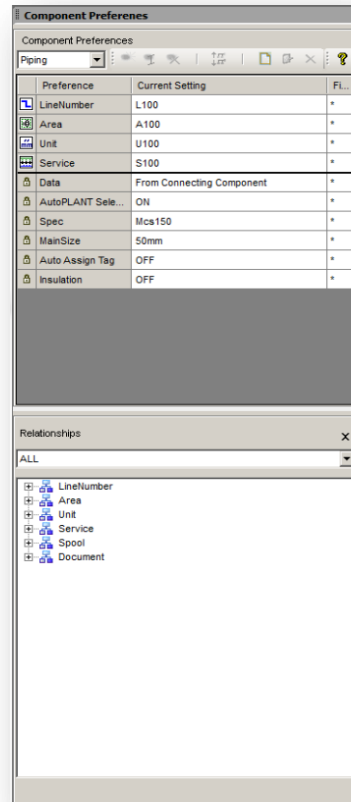 Component Preferenes
Component Preferences
Piping
Preference Current Setting Fi...
LineNumber L100 *
Area A100 *
Unit U100 *
Service S100 *
Data From Connecting Component *
AutoPLANT Sele... ON *
Spec Mcs150 *
MainSize 50mm *
Auto Assign Tag OFF *
Insulation OFF *
Relationships
ALL
LineNumber
Area
Unit
Service
Spool
Document